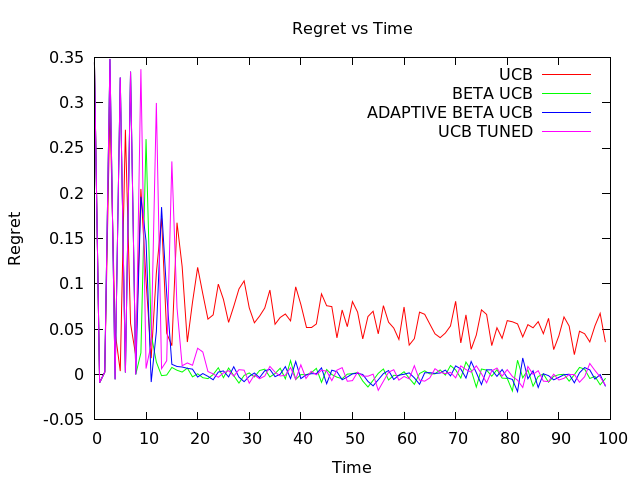 Regret vs Time
0.35
0.3
0.25
0.2
0.15
0.1
0.05
0
-0.05
Regret
UCB
BETA UCB
ADAPTIVE BETA UCB
UCB TUNED
0 10 20 30 40 50 60 70 80 90 100
Time